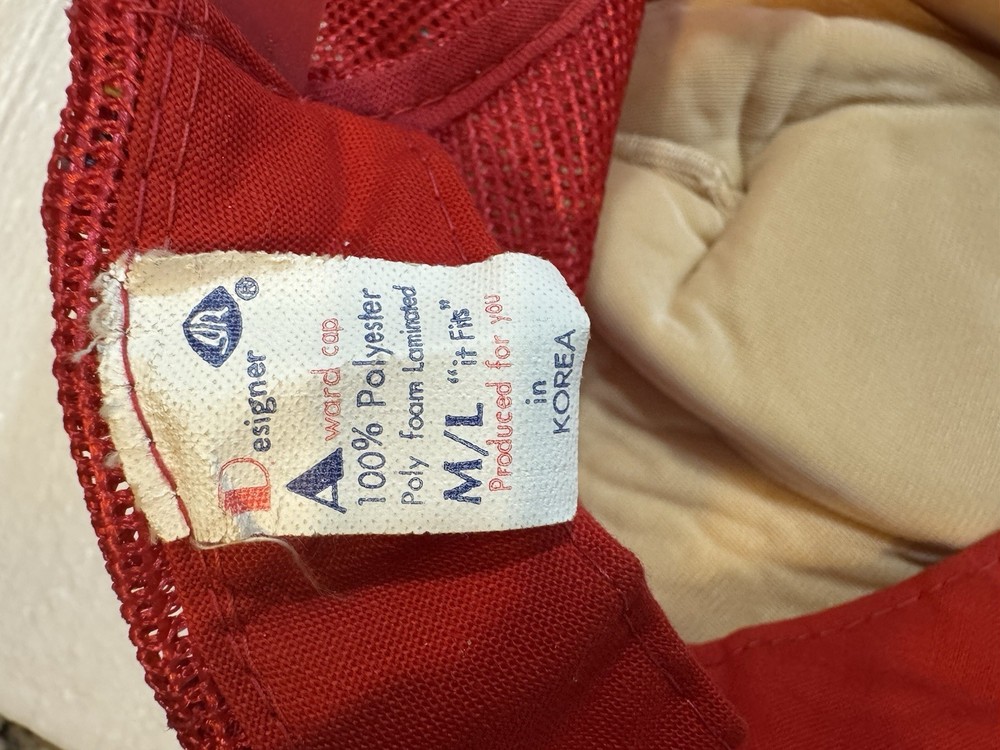 ®
Designer
Award cap
100% Polyester
Poly foam Laminated
M/L "it Fits"
Produced for you
in
KOREA